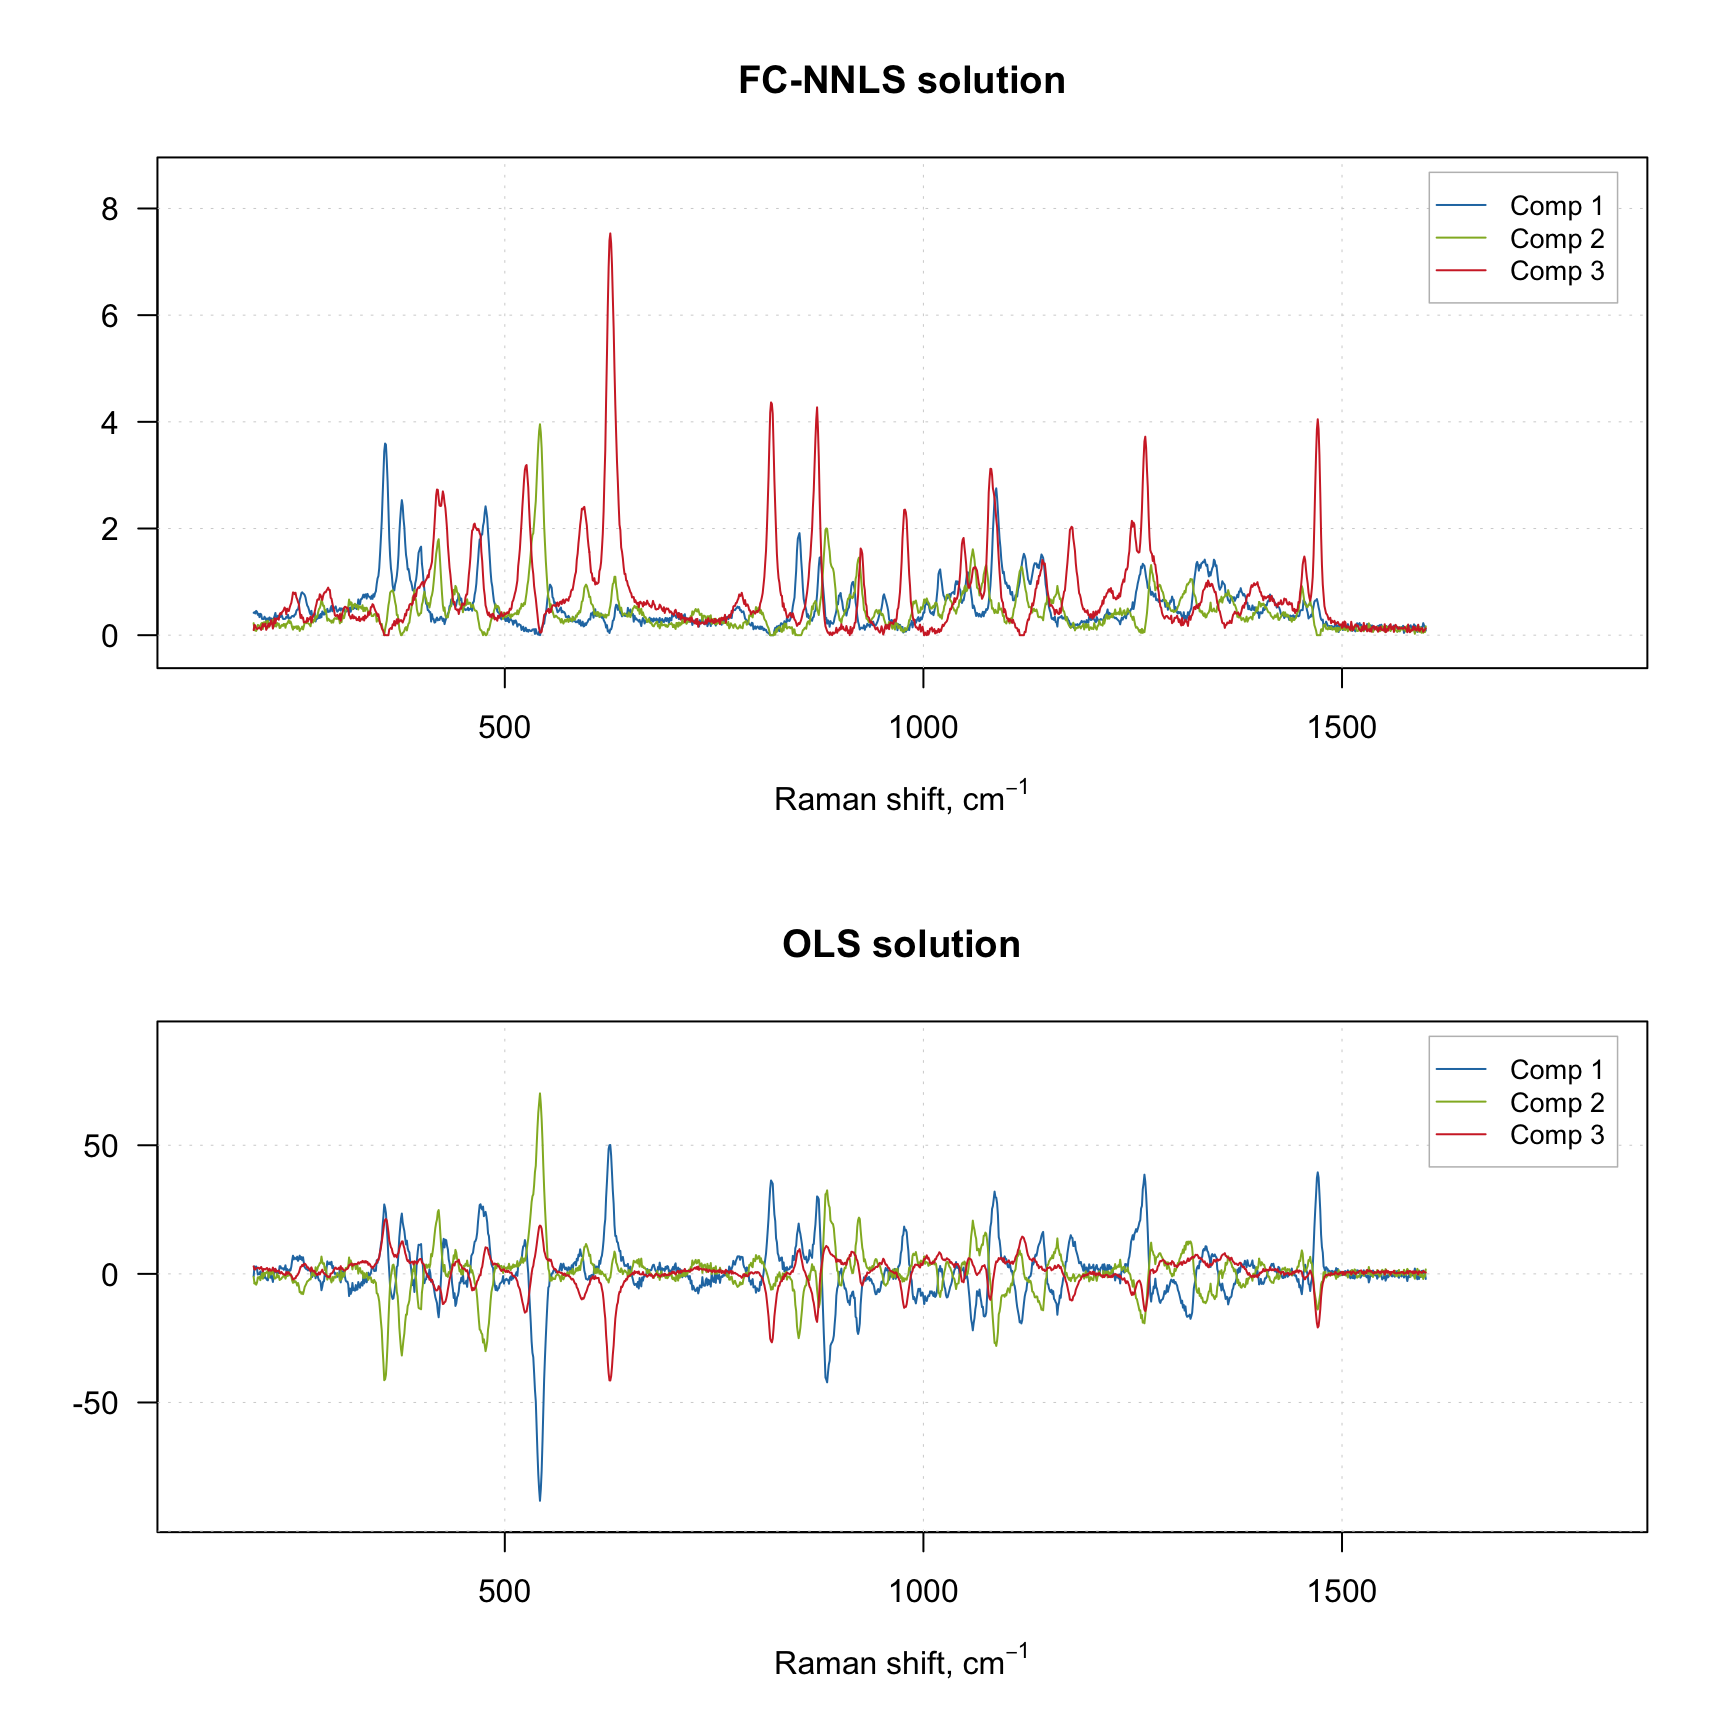 FC-NNLS solution
8
6
4
2
0
Comp 1
Comp 2
Comp 3
500 1000 1500
Raman shift, cm−1
OLS solution
50
0
-50
Comp 1
Comp 2
Comp 3
500 1000 1500
Raman shift, cm−1